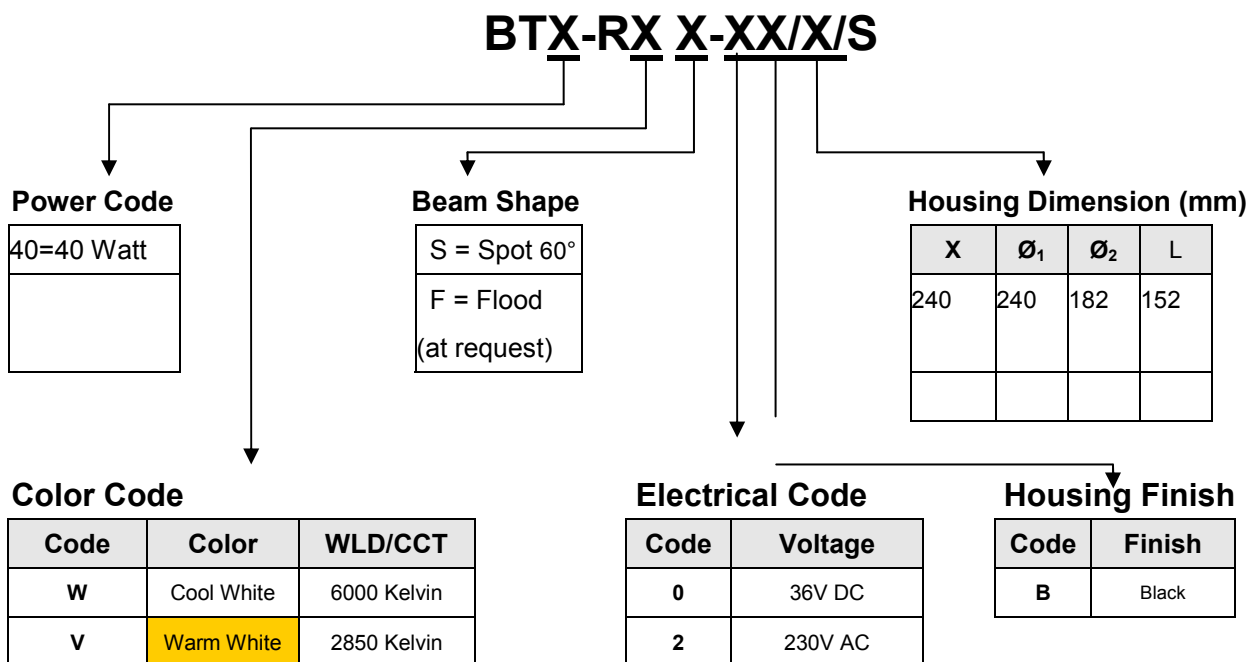 BTX-RX X-XX/X/S
Power Code
40=40 Watt
Beam Shape
S = Spot 60°
F = Flood
(at request)
Housing Dimension (mm)
X Ø₁ Ø₂ L
240 240 182 152
Color Code
Code Color WLD/CCT
W Cool White 6000 Kelvin
V Warm White 2850 Kelvin
Electrical Code
Code Voltage
0 36V DC
2 230V AC
Housing Finish
Code Finish
B Black